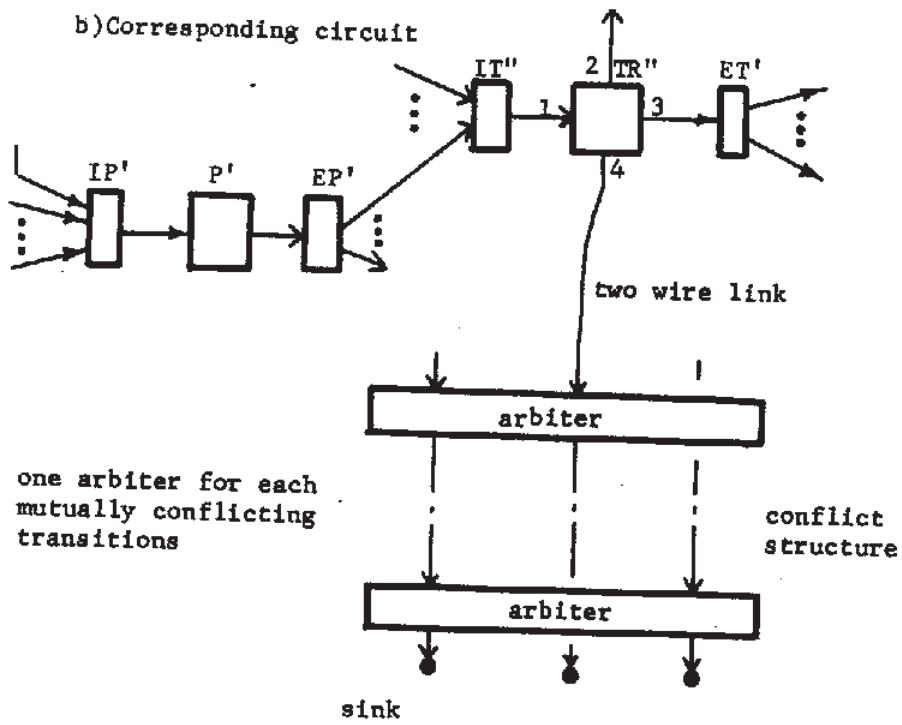 b)Corresponding circuit
IT"
2 TR"
ET'
1
3
4
IP'
P'
EP'
two wire link
arbiter
one arbiter for each
mutually conflicting
transitions
conflict
structure
arbiter
sink